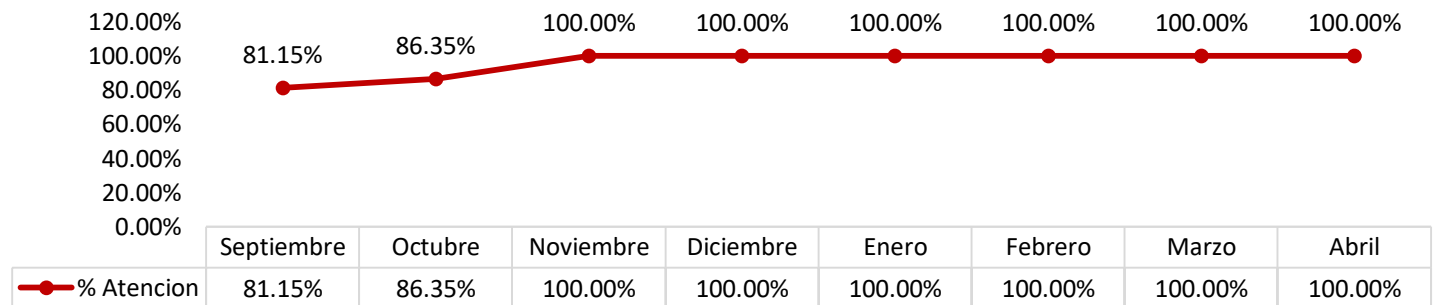 120.00%
100.00%
80.00%
60.00%
40.00%
20.00%
0.00%
81.15% 86.35% 100.00% 100.00% 100.00% 100.00% 100.00% 100.00%
Septiembre Octubre Noviembre Diciembre Enero Febrero Marzo Abril
% Atencion 81.15% 86.35% 100.00% 100.00% 100.00% 100.00% 100.00% 100.00%